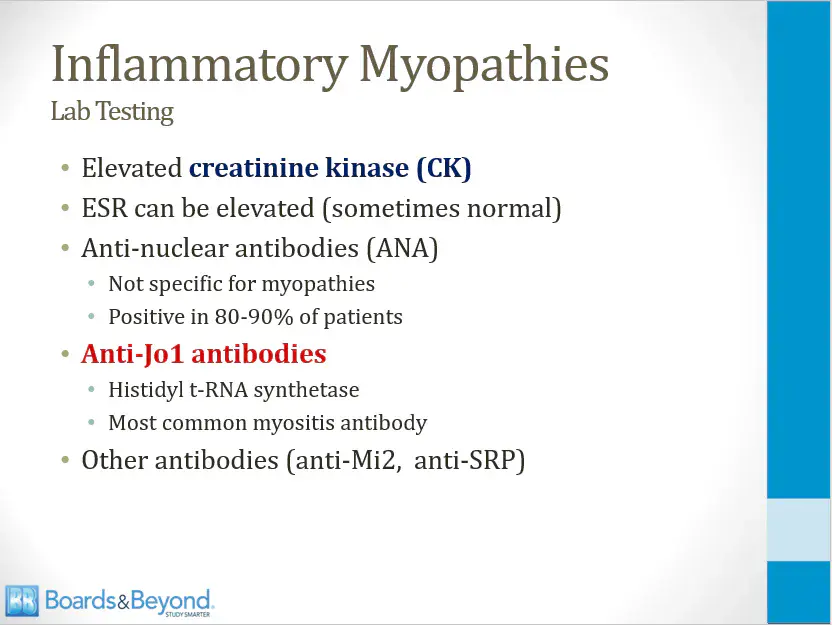 Inflammatory Myopathies
Lab Testing
• Elevated creatinine kinase (CK)
• ESR can be elevated (sometimes normal)
• Anti-nuclear antibodies (ANA)
• Not specific for myopathies
• Positive in 80-90% of patients
• Anti-Jo1 antibodies
• Histidyl t-RNA synthetase
• Most common myositis antibody
• Other antibodies (anti-Mi2,  anti-SRP)
BB Boards&Beyond.
STUDY SMARTER